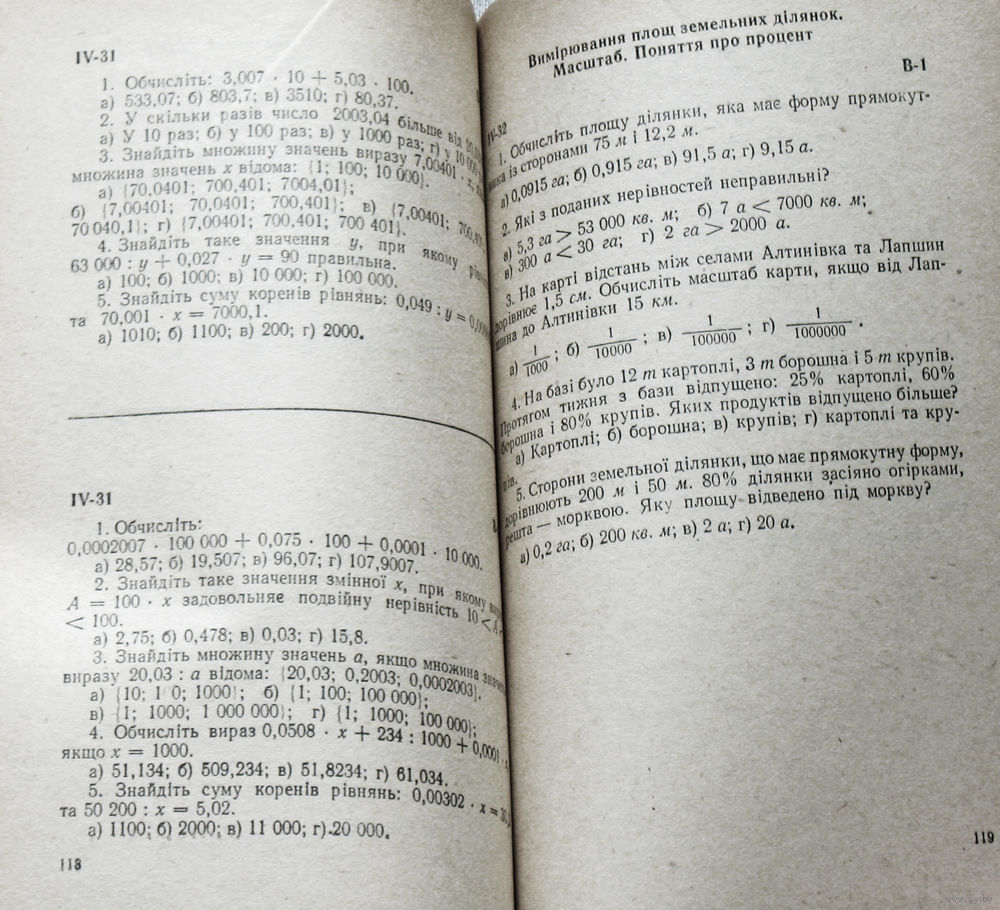 IV-31
1. Обчисліть: 3,007 · 10 + 5,03 · 100.
а) 533,07; б) 803,7; в) 3510; г) 80,37.
2. У скільки разів число 2003,04 більше від
а) У 10 раз; б) у 100 раз; в) у 1000 раз; г) у
3. Знайдіть множину значень виразу 7,00401 · x,
множина значень x відома: {1; 100; 10 000}.
а) {70,0401; 700,401; 7004,01};
б) {7,00401; 70,0401; 700,401}; в) {7,00401;
70 040,1}; г) {7,00401; 700,401; 700 401}.
4. Знайдіть таке значення y, при якому
63 000 : y + 0,027 · y = 90 правильна.
а) 100; б) 1000; в) 10 000; г) 100 000.
5. Знайдіть суму коренів рівнянь: 0,049 : y =
та 70,001 · x = 7000,1.
а) 1010; б) 1100; в) 200; г) 2000.
IV-31
1. Обчисліть:
0,0002007 · 100 000 + 0,075 · 100 + 0,0001 · 10 000.
а) 28,57; б) 19,507; в) 96,07; г) 107,9007.
2. Знайдіть таке значення змінної x, при якому
A = 100 · x задовольняє подвійну нерівність 10 < A
< 100.
а) 2,75; б) 0,478; в) 0,03; г) 15,8.
3. Знайдіть множину значень a, якщо множина
виразу 20,03 : a відома: {20,03; 0,2003; 0,0002003}.
а) {10; 1 0; 1000}; б) {1; 100; 100 000};
в) {1; 1000; 1 000 000}; г) {1; 1000; 100 000};
4. Обчисліть вираз 0,0508 · x + 234 : 1000 + 0,0001
якщо x = 1000.
а) 51,134; б) 509,234; в) 51,8234; г) 61,034.
5. Знайдіть суму коренів рівнянь: 0,00302 · x =
та 50 200 : x = 5,02.
а) 1100; б) 2000; в) 11 000; г) 20 000.
118
Вимірювання площ земельних ділянок.
Масштаб. Поняття про процент
В-1
IV-32
1. Обчисліть площу ділянки, яка має форму прямокут-
ника із сторонами 75 м і 12,2 м.
а) 0,0915 га; б) 0,915 га; в) 91,5 а; г) 9,15 а.
2. Які з поданих нерівностей неправильні?
а) 5,3 га > 53 000 кв. м; б) 7 а < 7000 кв. м;
в) 300 а < 30 га; г) 2 га > 2000 а.
3. На карті відстань між селами Алтинівка та Лапшин
дорівнює 1,5 см. Обчисліть масштаб карти, якщо від Лап-
шина до Алтинівки 15 км.
а) 1/1000; б) 1/10000; в) 1/100000; г) 1/1000000.
4. На базі було 12 т картоплі, 3 т борошна і 5 т крупів.
Протягом тижня з бази відпущено: 25% картоплі, 60%
борошна і 80% крупів. Яких продуктів відпущено більше?
а) Картоплі; б) борошна; в) крупів; г) картоплі та кру-
пів.
5. Сторони земельної ділянки, що має прямокутну форму,
дорівнюють 200 м і 50 м. 80% ділянки засіяно огірками,
решта — морквою. Яку площу відведено під моркву?
а) 0,2 га; б) 200 кв. м; в) 2 а; г) 20 а.
119